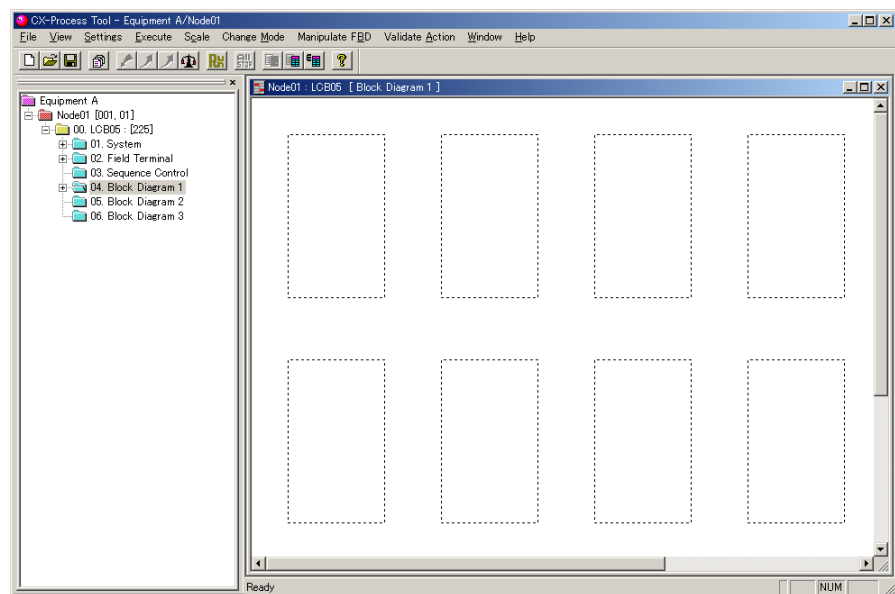 CX-Process Tool - Equipment A/Node01
File View Settings Execute Scale Change Mode Manipulate FBD Validate Action Window Help
All STOP
Equipment A
Node01 [001, 01]
00. LCB05 : [225]
01. System
02. Field Terminal
03. Sequence Control
04. Block Diagram 1
05. Block Diagram 2
06. Block Diagram 3
Node01 : LCB05 [ Block Diagram 1 ]
Ready
NUM